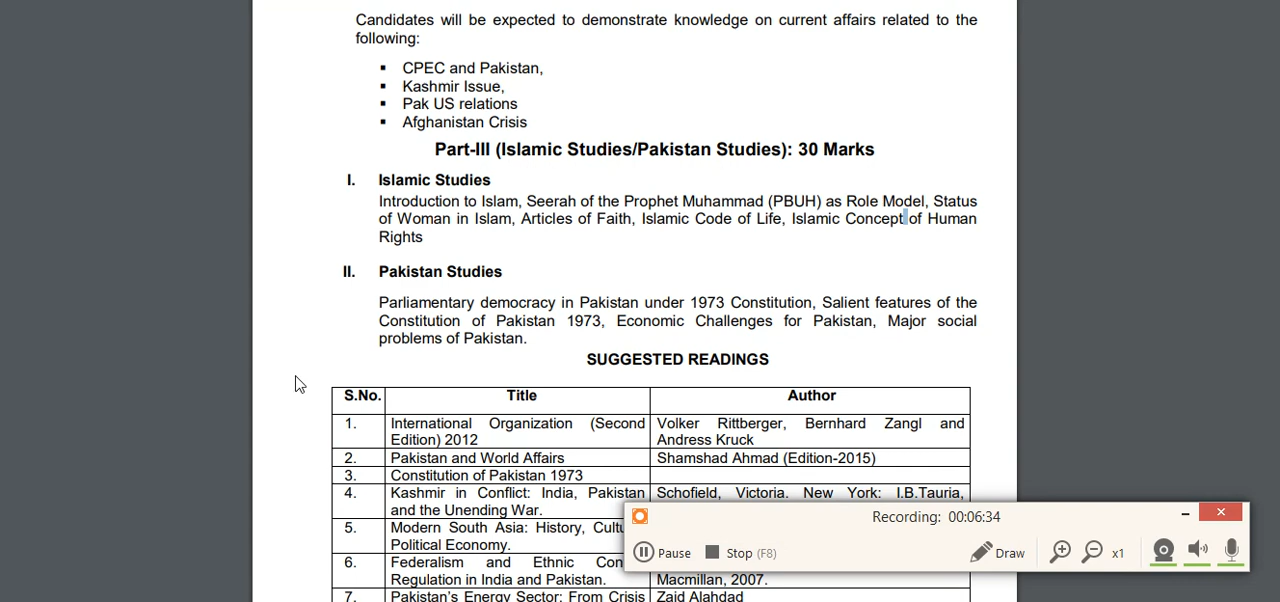 Candidates will be expected to demonstrate knowledge on current affairs related to the
following:
▪ CPEC and Pakistan,
▪ Kashmir Issue,
▪ Pak US relations
▪ Afghanistan Crisis
Part-III (Islamic Studies/Pakistan Studies): 30 Marks
I. Islamic Studies
Introduction to Islam, Seerah of the Prophet Muhammad (PBUH) as Role Model, Status
of Woman in Islam, Articles of Faith, Islamic Code of Life, Islamic Concept of Human
Rights
II. Pakistan Studies
Parliamentary democracy in Pakistan under 1973 Constitution, Salient features of the
Constitution of Pakistan 1973, Economic Challenges for Pakistan, Major social
problems of Pakistan.
SUGGESTED READINGS
S.No. Title Author
1. International Organization (Second Volker Rittberger, Bernhard Zangl and
Edition) 2012 Andress Kruck
2. Pakistan and World Affairs Shamshad Ahmad (Edition-2015)
3. Constitution of Pakistan 1973
4. Kashmir in Conflict: India, Pakistan Schofield, Victoria. New York: I.B.Tauria,
and the Unending War.
5. Modern South Asia: History,
Political Economy.
6. Federalism and Ethnic
Regulation in India and Pakistan. Macmillan, 2007.
7. Pakistan's Energy Sector: From Crisis Zaid Alahdad
Recording: 00:06:34
Pause Stop (F8) Draw x1